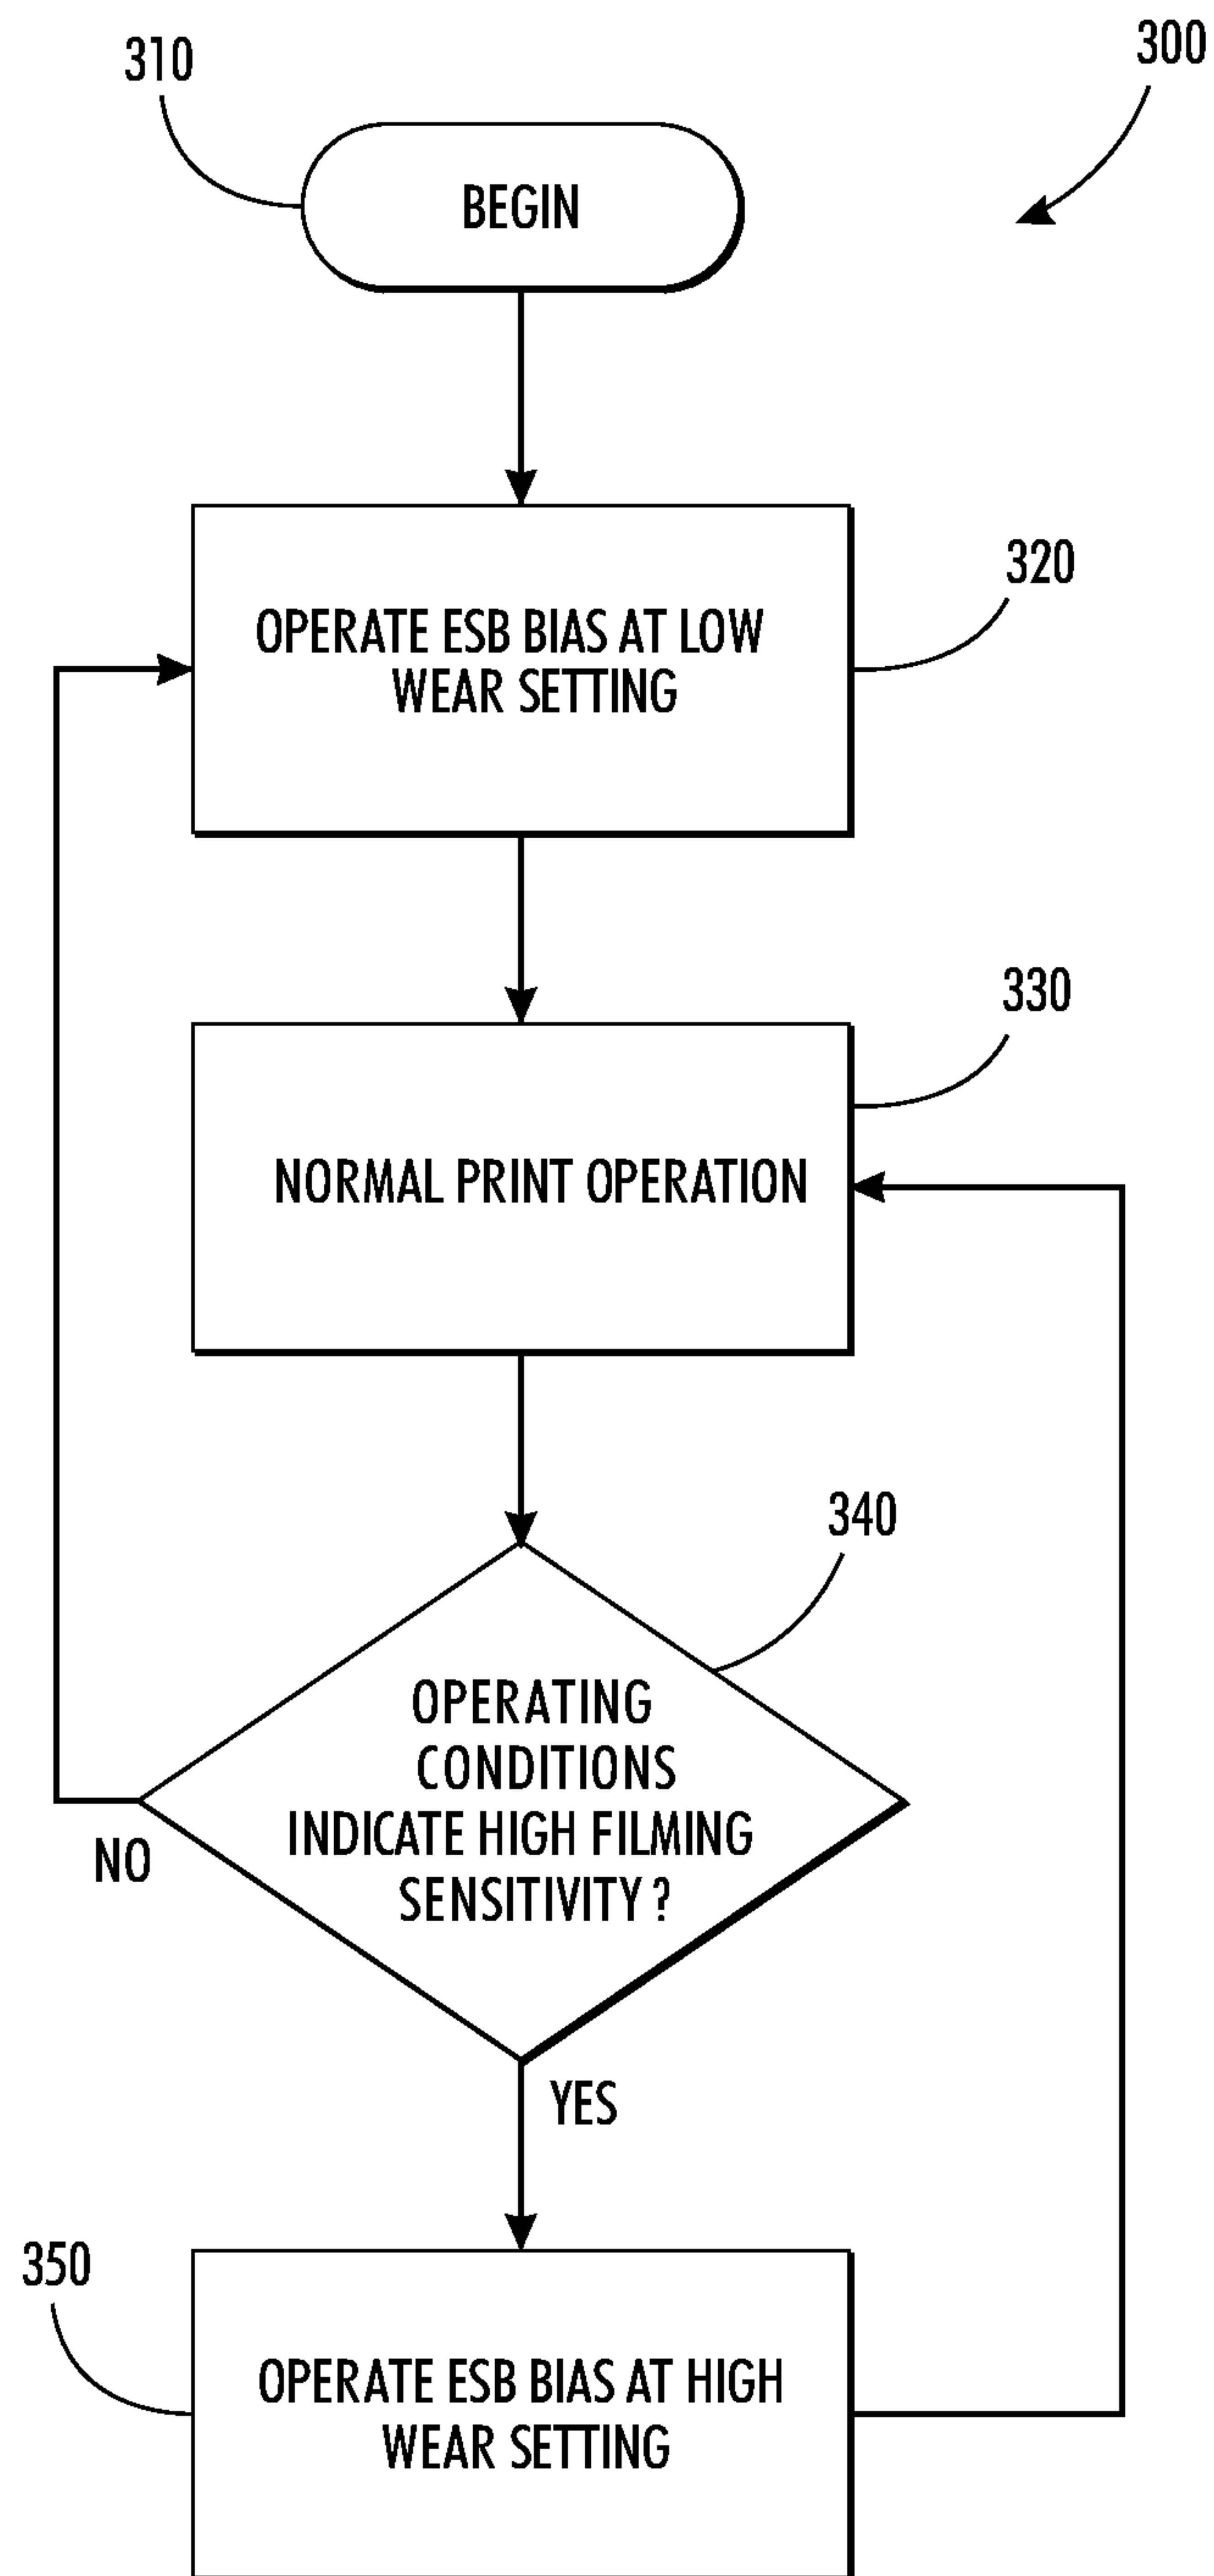 310
300
BEGIN
320
OPERATE ESB BIAS AT LOW
WEAR SETTING
330
NORMAL PRINT OPERATION
340
OPERATING
CONDITIONS
INDICATE HIGH FILMING
SENSITIVITY ?
NO
YES
350
OPERATE ESB BIAS AT HIGH
WEAR SETTING